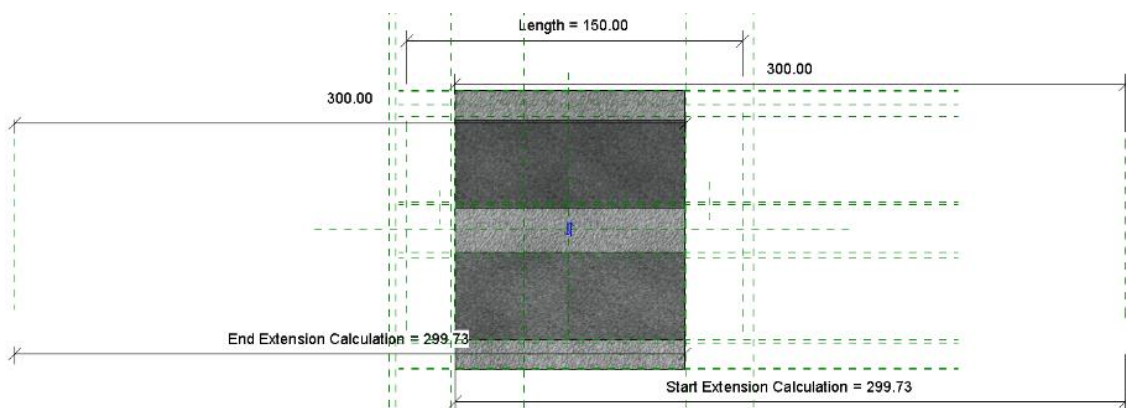 Length = 150.00
300.00
300.00
End Extension Calculation = 299.73
Start Extension Calculation = 299.73